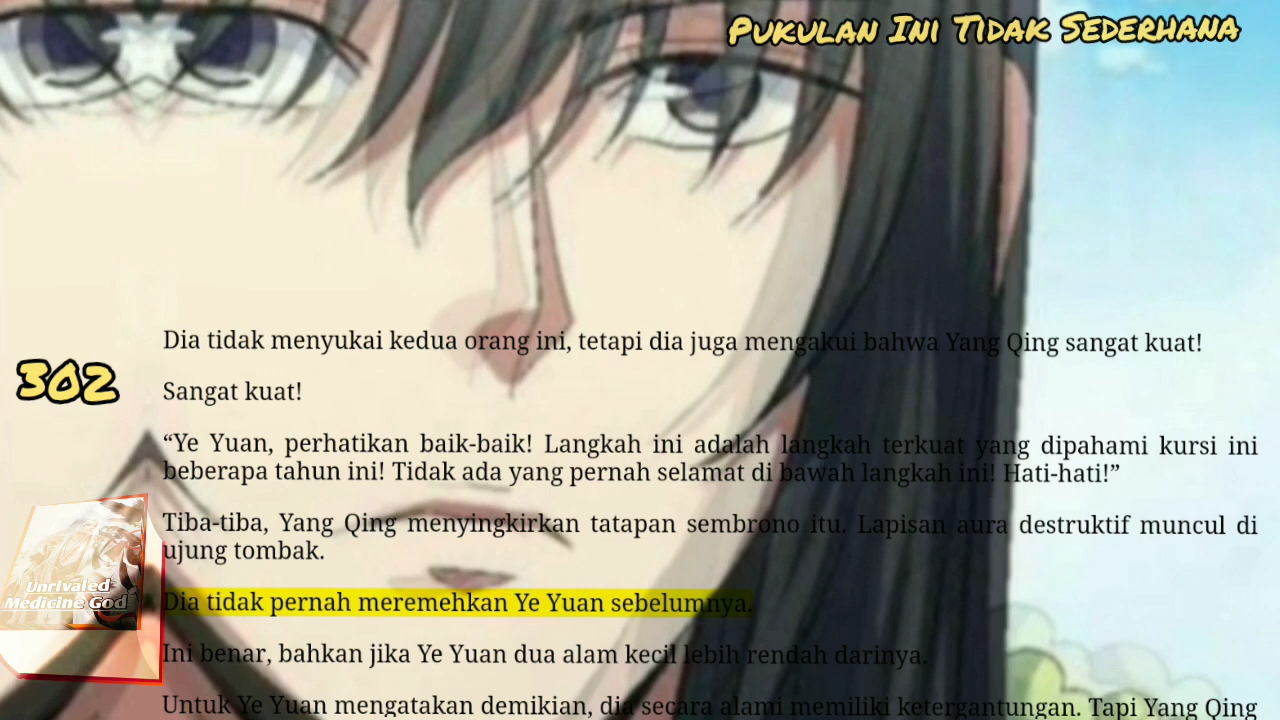 Pukulan Ini Tidak Sederhana
Dia tidak menyukai kedua orang ini, tetapi dia juga mengakui bahwa Yang Qing sangat kuat!
302
Sangat kuat!
“Ye Yuan, perhatikan baik-baik! Langkah ini adalah langkah terkuat yang dipahami kursi ini
beberapa tahun ini! Tidak ada yang pernah selamat di bawah langkah ini! Hati-hati!”
Tiba-tiba, Yang Qing menyingkirkan tatapan sembrono itu. Lapisan aura destruktif muncul di
ujung tombak.
Unrivaled
Medicine God
Dia tidak pernah meremehkan Ye Yuan sebelumnya.
Ini benar, bahkan jika Ye Yuan dua alam kecil lebih rendah darinya.
Untuk Ye Yuan mengatakan demikian, dia secara alami memiliki ketergantungan. Tapi Yang Qing